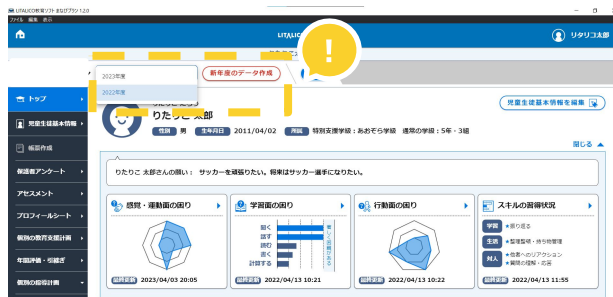 LITALICO教育ソフト まなびプラン 1.2.0
ファイル 編集 表示
LITALICO
リタリコ太郎
2023年度
2022年度
新年度のデータ作成
!
トップ
児童生徒基本情報
帳票作成
保護者アンケート
アセスメント
プロフィールシート
個別の教育支援計画
年間評価・引継ぎ
個別の指導計画
りたりこ 太郎
性別 男 生年月日 2011/04/02 所属 特別支援学級：あおぞら学級 通常の学級：5年・3組
児童生徒基本情報を編集
閉じる
りたりこ 太郎さんの願い： サッカーを頑張りたい。将来はサッカー選手になりたい。
感覚・運動面の困り
最終更新 2023/04/03 20:05
学習面の困り
聞く
話す
読む
書く
計算する
著しく困難がある
最終更新 2022/04/13 10:21
行動面の困り
最終更新 2022/04/13 10:22
スキルの習得状況
学習 ★振り返る
生活 ★整理整頓・持ち物管理
対人 ★他者へのリアクション
★質問の理解・応答
最終更新 2022/04/13 11:55